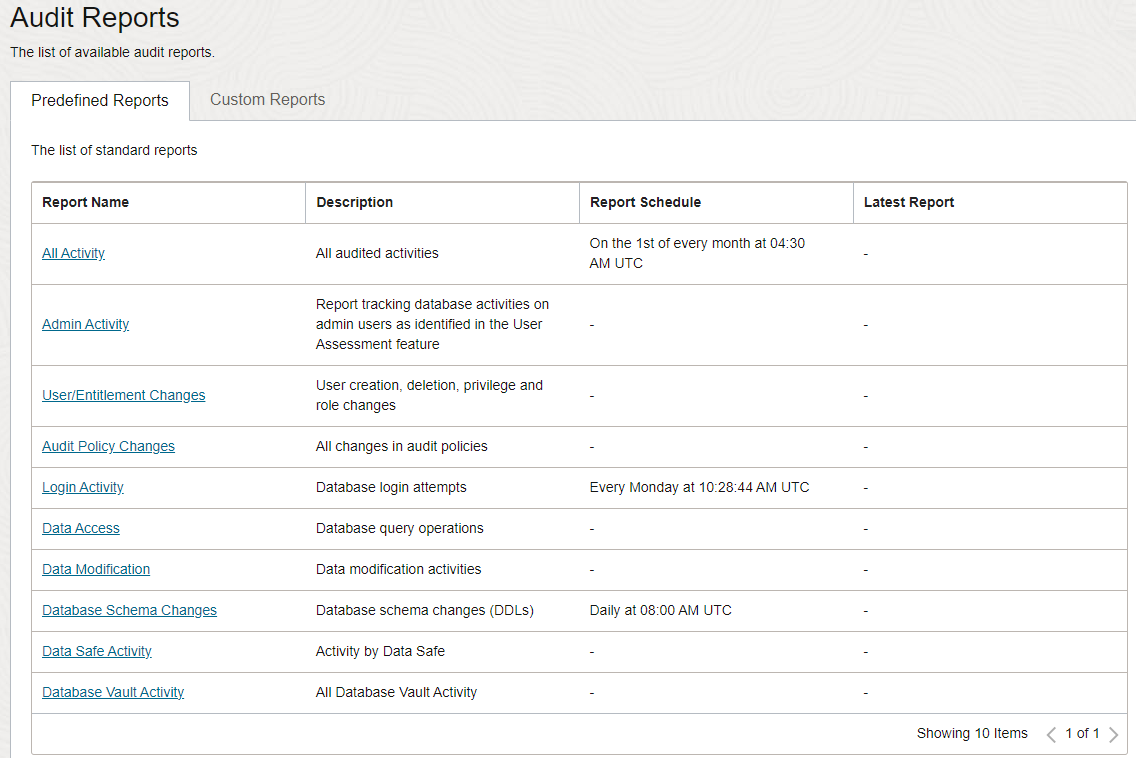 Audit Reports
The list of available audit reports.
Predefined Reports
Custom Reports
The list of standard reports
Report Name
Description
Report Schedule
Latest Report
All Activity
All audited activities
On the 1st of every month at 04:30
AM UTC
-
Admin Activity
Report tracking database activities on
admin users as identified in the User
Assessment feature
-
-
User/Entitlement Changes
User creation, deletion, privilege and
role changes
-
-
Audit Policy Changes
All changes in audit policies
-
-
Login Activity
Database login attempts
Every Monday at 10:28:44 AM UTC
-
Data Access
Database query operations
-
-
Data Modification
Data modification activities
-
-
Database Schema Changes
Database schema changes (DDLs)
Daily at 08:00 AM UTC
-
Data Safe Activity
Activity by Data Safe
-
-
Database Vault Activity
All Database Vault Activity
-
-
Showing 10 Items
1 of 1